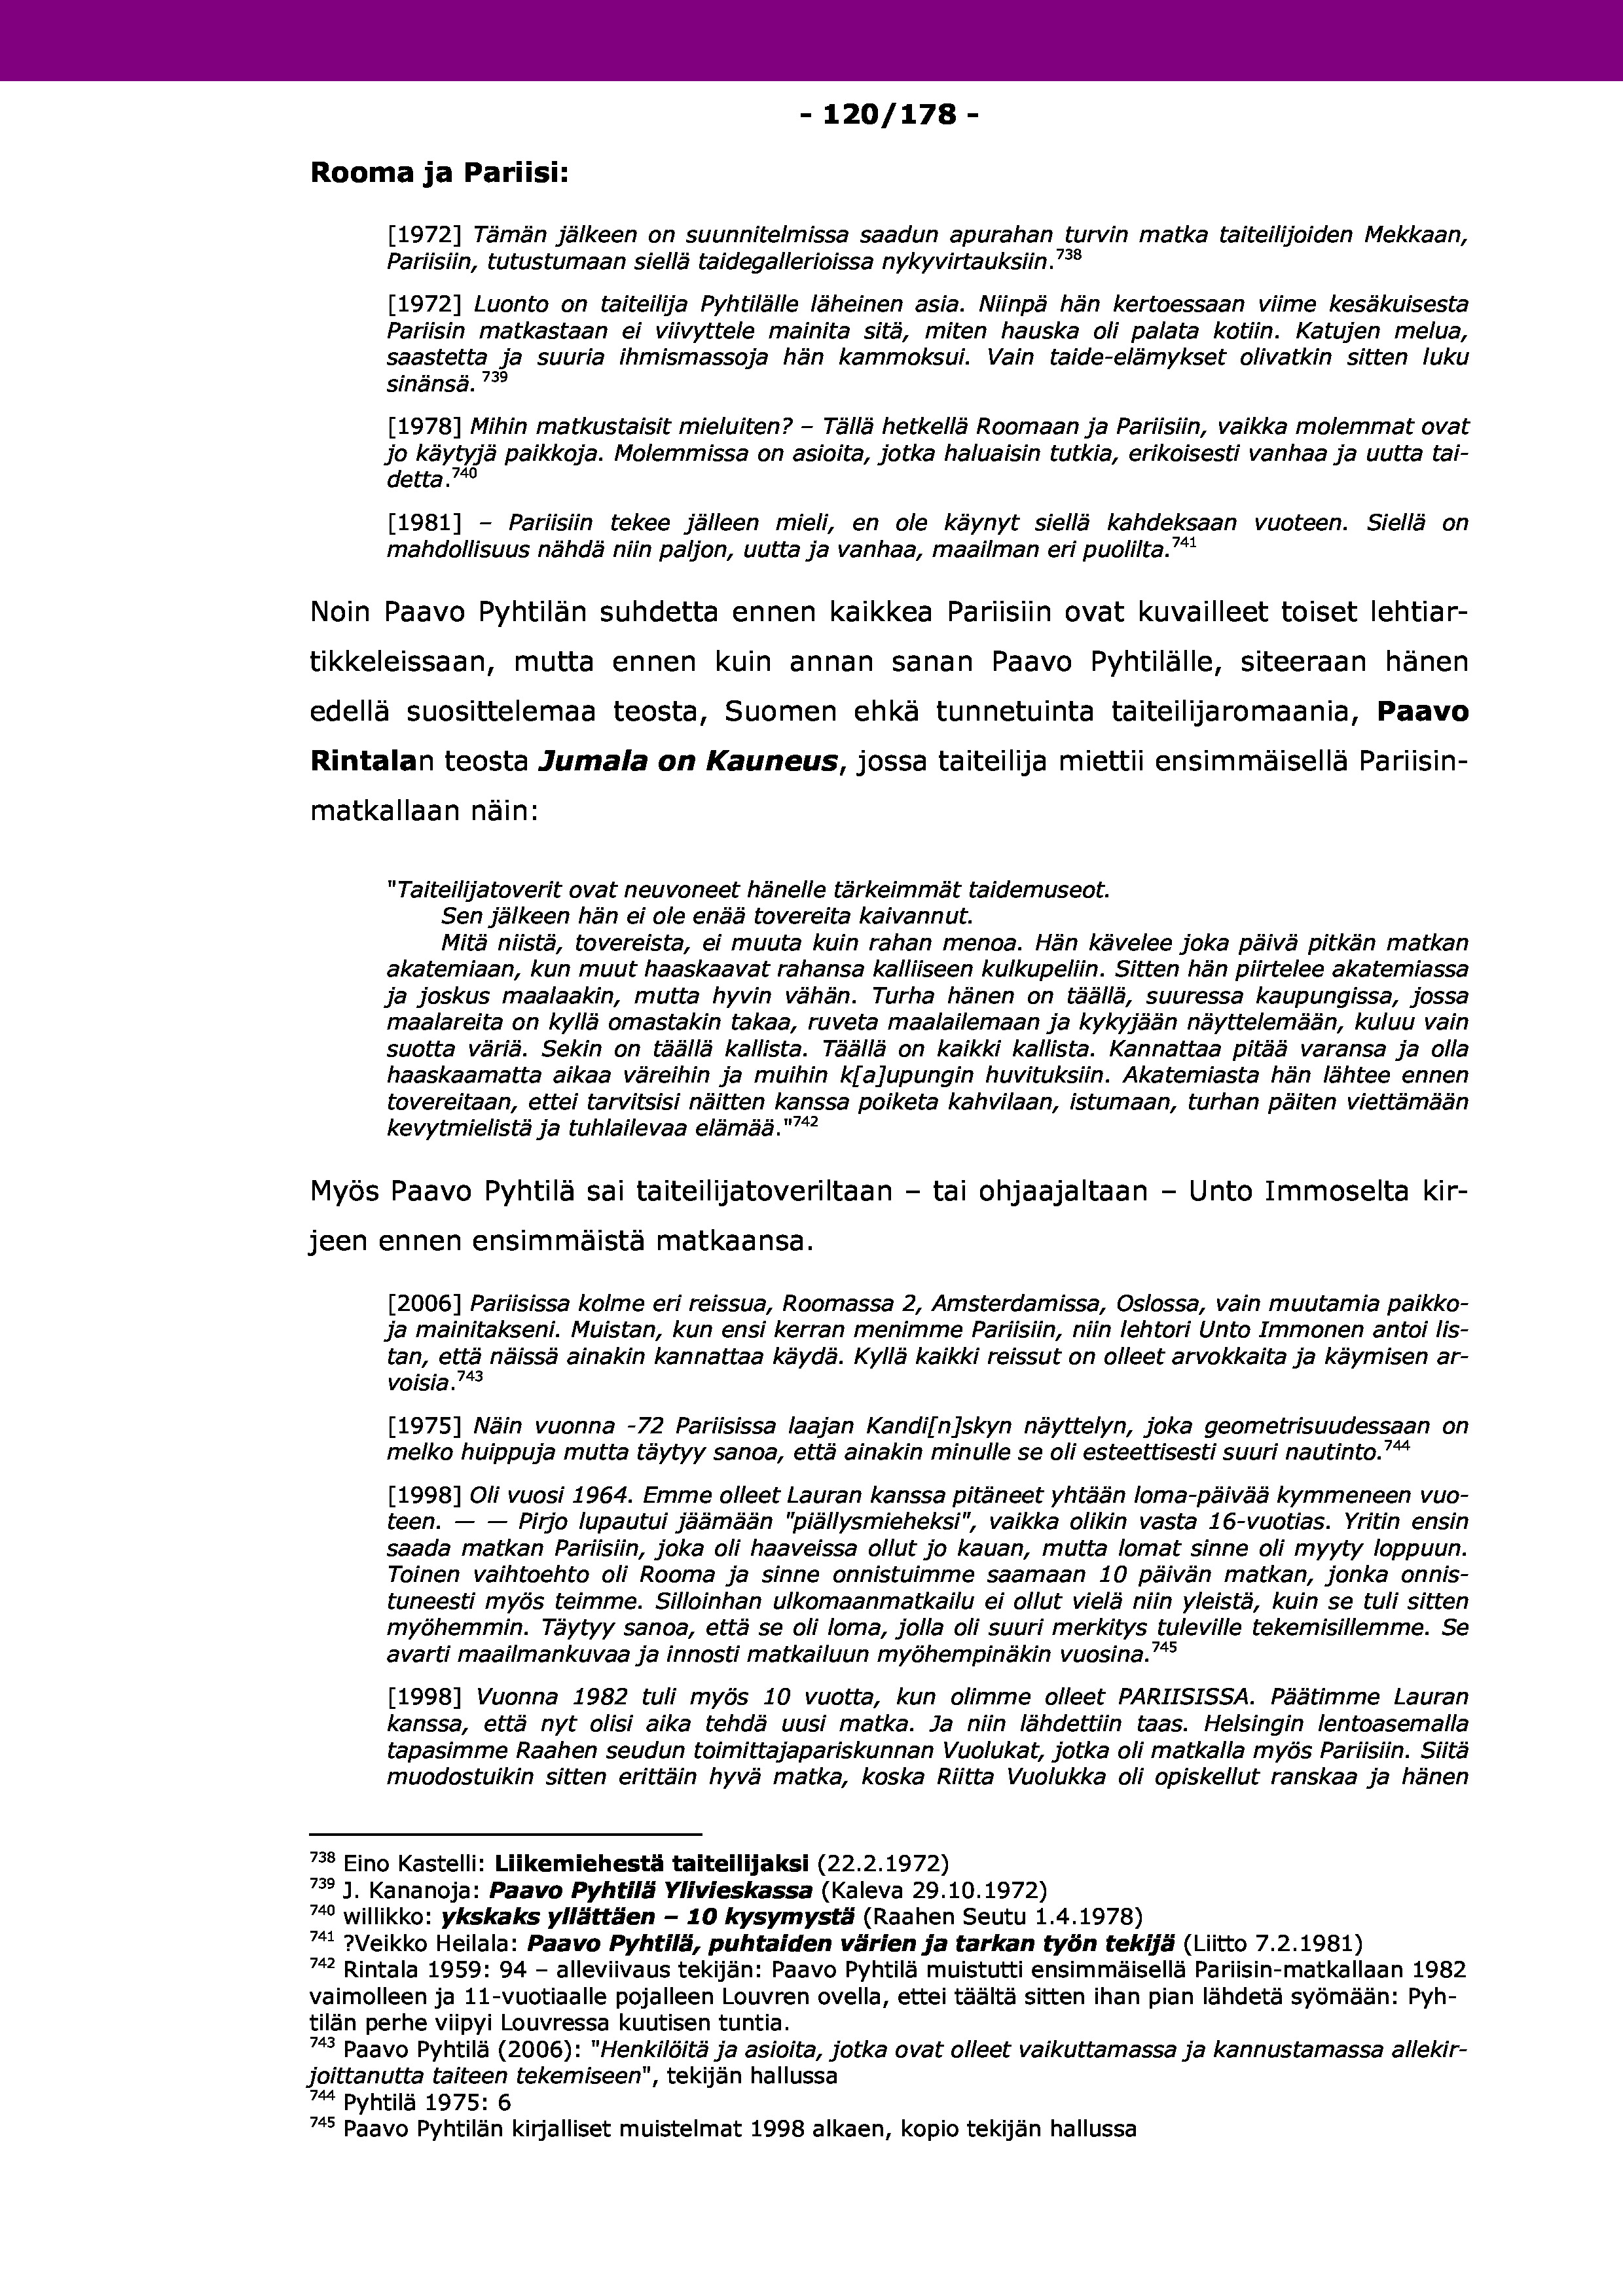 - 120/178 -
Rooma ja Pariisi:
[1972] Tämän jälkeen on suunnitelmissa saadun apurahan turvin matka taiteilijoiden Mekkaan,
Pariisiin, tutustumaan siellä taidegallerioissa nykyvirtauksiin.738
[1972] Luonto on taiteilija Pyhtilälle läheinen asia. Niinpä hän kertoessaan viime kesäkuisesta
Pariisin matkastaan ei viivyttele mainita sitä, miten hauska oli palata kotiin. Katujen melua,
saastetta ja suuria ihmismassoja hän kammoksui. Vain taide-elämykset olivatkin sitten luku
sinänsä. 739
[1978] Mihin matkustaisit mieluiten? – Tällä hetkellä Roomaan ja Pariisiin, vaikka molemmat ovat
jo käytyjä paikkoja. Molemmissa on asioita, jotka haluaisin tutkia, erikoisesti vanhaa ja uutta tai-
detta.740
[1981] – Pariisiin tekee jälleen mieli, en ole käynyt siellä kahdeksaan vuoteen. Siellä on
mahdollisuus nähdä niin paljon, uutta ja vanhaa, maailman eri puolilta.741
Noin Paavo Pyhtilän suhdetta ennen kaikkea Pariisiin ovat kuvailleet toiset lehtiar-
tikkeleissaan, mutta ennen kuin annan sanan Paavo Pyhtilälle, siteeraan hänen
edellä suosittelemaa teosta, Suomen ehkä tunnetuinta taiteilijaromaania, Paavo
Rintalan teosta Jumala on Kauneus, jossa taiteilija miettii ensimmäisellä Pariisin-
matkallaan näin:
"Taiteilijatoverit ovat neuvoneet hänelle tärkeimmät taidemuseot.
Sen jälkeen hän ei ole enää tovereita kaivannut.
Mitä niistä, tovereista, ei muuta kuin rahan menoa. Hän kävelee joka päivä pitkän matkan
akatemiaan, kun muut haaskaavat rahansa kalliiseen kulkupeliin. Sitten hän piirtelee akatemiassa
ja joskus maalaakin, mutta hyvin vähän. Turha hänen on täällä, suuressa kaupungissa, jossa
maalareita on kyllä omastakin takaa, ruveta maalailemaan ja kykyjään näyttelemään, kuluu vain
suotta väriä. Sekin on täällä kallista. Täällä on kaikki kallista. Kannattaa pitää varansa ja olla
haaskaamatta aikaa väreihin ja muihin k[a]upungin huvituksiin. Akatemiasta hän lähtee ennen
tovereitaan, ettei tarvitsisi näitten kanssa poiketa kahvilaan, istumaan, turhan päiten viettämään
kevytmielistä ja tuhlailevaa elämää."742
Myös Paavo Pyhtilä sai taiteilijatoveriltaan – tai ohjaajaltaan – Unto Immoselta kir-
jeen ennen ensimmäistä matkaansa.
[2006] Pariisissa kolme eri reissua, Roomassa 2, Amsterdamissa, Oslossa, vain muutamia paikko-
ja mainitakseni. Muistan, kun ensi kerran menimme Pariisiin, niin lehtori Unto Immonen antoi lis-
tan, että näissä ainakin kannattaa käydä. Kyllä kaikki reissut on olleet arvokkaita ja käymisen ar-
voisia.743
[1975] Näin vuonna -72 Pariisissa laajan Kandi[n]skyn näyttelyn, joka geometrisuudessaan on
melko huippuja mutta täytyy sanoa, että ainakin minulle se oli esteettisesti suuri nautinto.744
[1998] Oli vuosi 1964. Emme olleet Lauran kanssa pitäneet yhtään loma-päivää kymmeneen vuo-
teen. — — Pirjo lupautui jäämään "piällysmieheksi", vaikka olikin vasta 16-vuotias. Yritin ensin
saada matkan Pariisiin, joka oli haaveissa ollut jo kauan, mutta lomat sinne oli myyty loppuun.
Toinen vaihtoehto oli Rooma ja sinne onnistuimme saamaan 10 päivän matkan, jonka onnis-
tuneesti myös teimme. Silloinhan ulkomaanmatkailu ei ollut vielä niin yleistä, kuin se tuli sitten
myöhemmin. Täytyy sanoa, että se oli loma, jolla oli suuri merkitys tuleville tekemisillemme. Se
avarti maailmankuvaa ja innosti matkailuun myöhempinäkin vuosina.745
[1998] Vuonna 1982 tuli myös 10 vuotta, kun olimme olleet PARIISISSA. Päätimme Lauran
kanssa, että nyt olisi aika tehdä uusi matka. Ja niin lähdettiin taas. Helsingin lentoasemalla
tapasimme Raahen seudun toimittajapariskunnan Vuolukat, jotka oli matkalla myös Pariisiin. Siitä
muodostuikin sitten erittäin hyvä matka, koska Riitta Vuolukka oli opiskellut ranskaa ja hänen
738 Eino Kastelli: Liikemiehestä taiteilijaksi (22.2.1972)
739 J. Kananoja: Paavo Pyhtilä Ylivieskassa (Kaleva 29.10.1972)
740 willikko: ykskaks yllättäen – 10 kysymystä (Raahen Seutu 1.4.1978)
741 ?Veikko Heilala: Paavo Pyhtilä, puhtaiden värien ja tarkan työn tekijä (Liitto 7.2.1981)
742 Rintala 1959: 94 – alleviivaus tekijän: Paavo Pyhtilä muistutti ensimmäisellä Pariisin-matkallaan 1982
vaimolleen ja 11-vuotiaalle pojalleen Louvren ovella, ettei täältä sitten ihan pian lähdetä syömään: Pyh-
tilän perhe viipyi Louvressa kuutisen tuntia.
743 Paavo Pyhtilä (2006): "Henkilöitä ja asioita, jotka ovat olleet vaikuttamassa ja kannustamassa allekir-
joittanutta taiteen tekemiseen", tekijän hallussa
744 Pyhtilä 1975: 6
745 Paavo Pyhtilän kirjalliset muistelmat 1998 alkaen, kopio tekijän hallussa